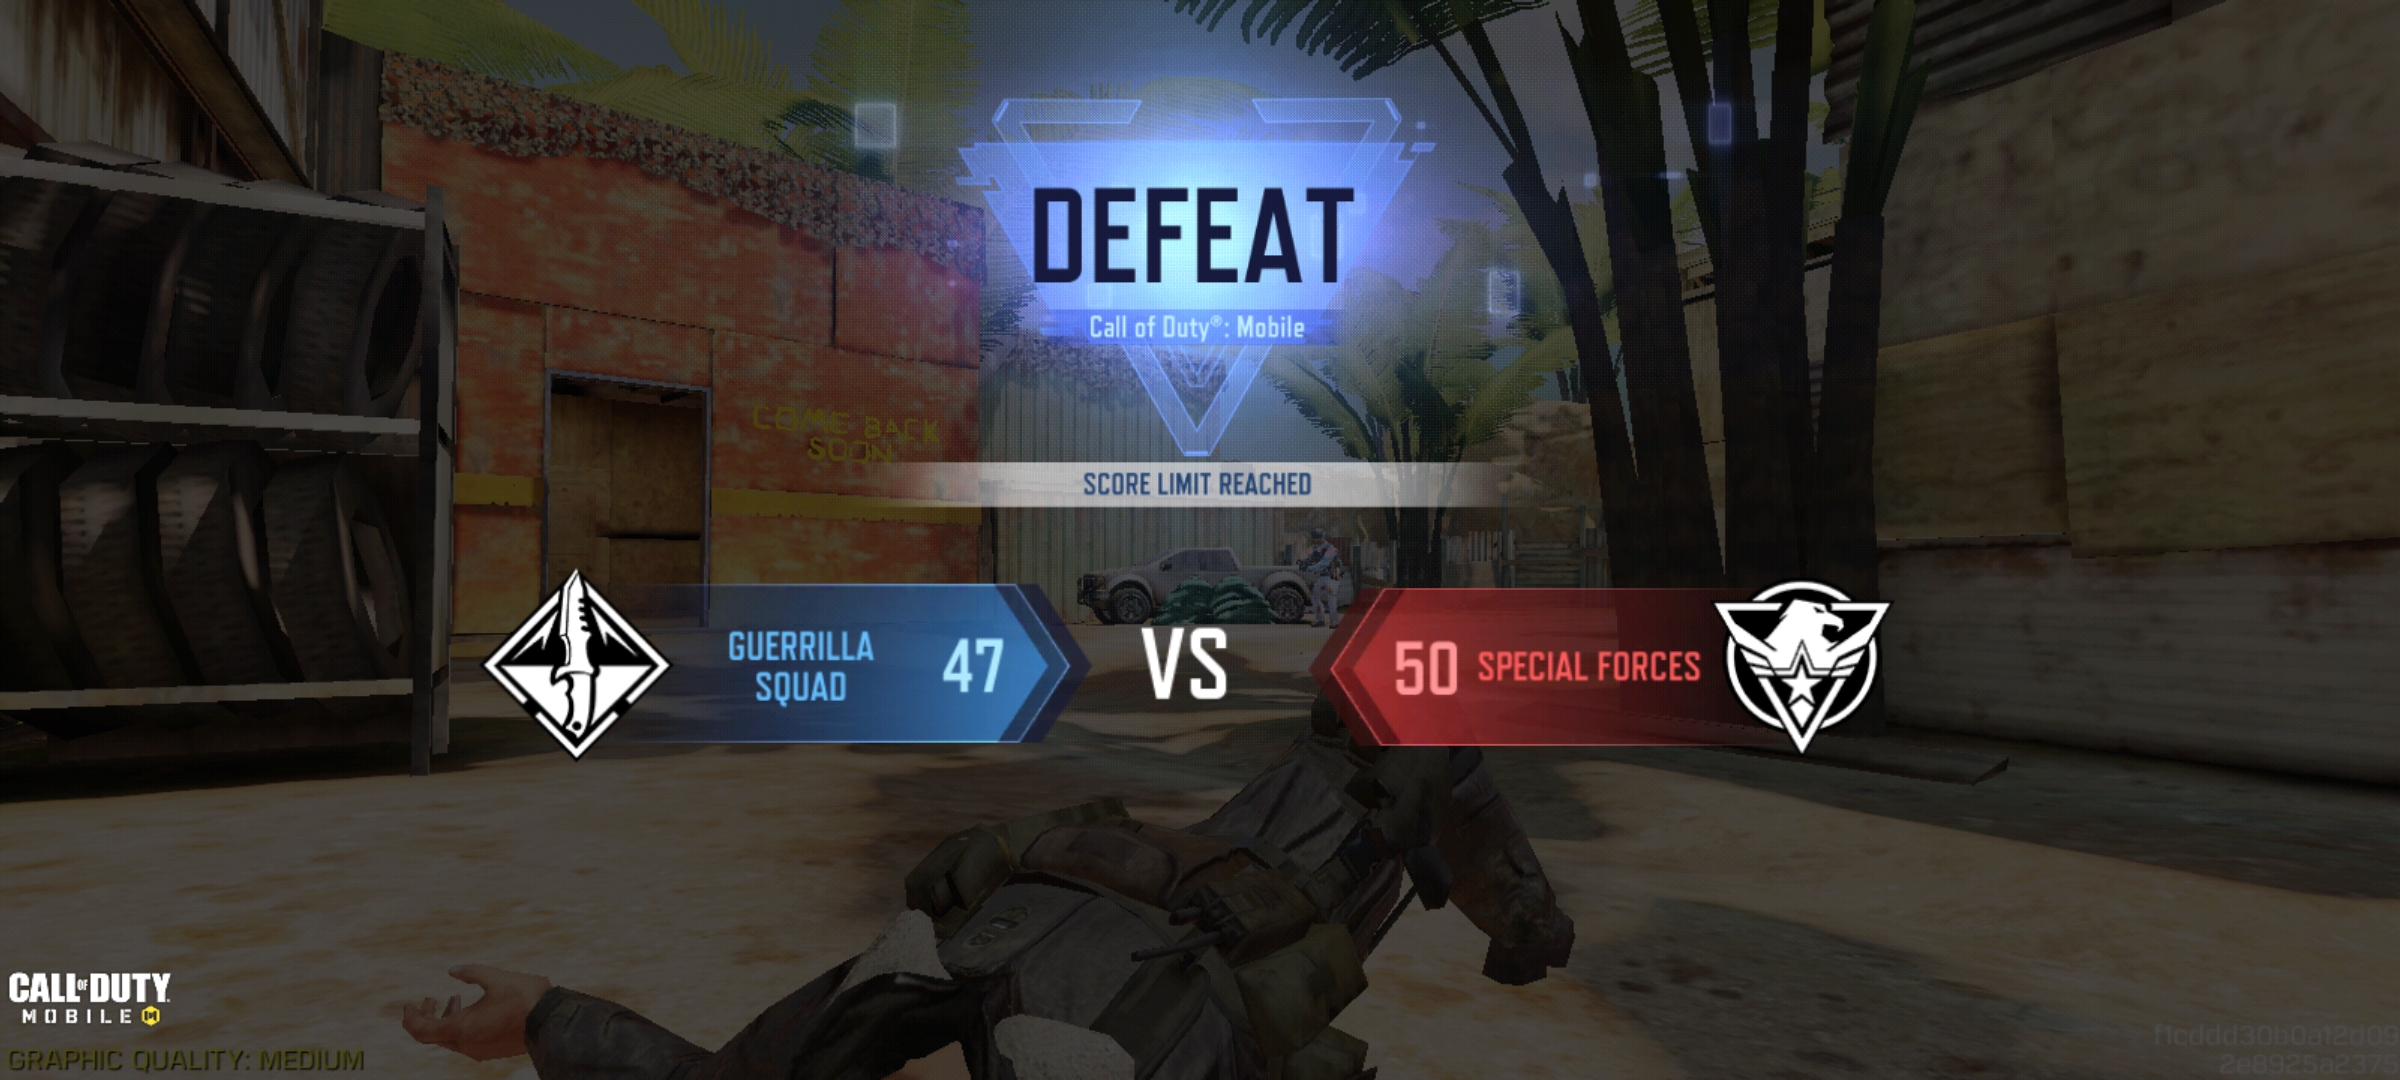 DEFEAT
Call of Duty®: Mobile
COME BACK
SOON
SCORE LIMIT REACHED
GUERRILLA
SQUAD
47
VS
50
SPECIAL FORCES
CALL OF DUTY
MOBILE
GRAPHIC QUALITY: MEDIUM